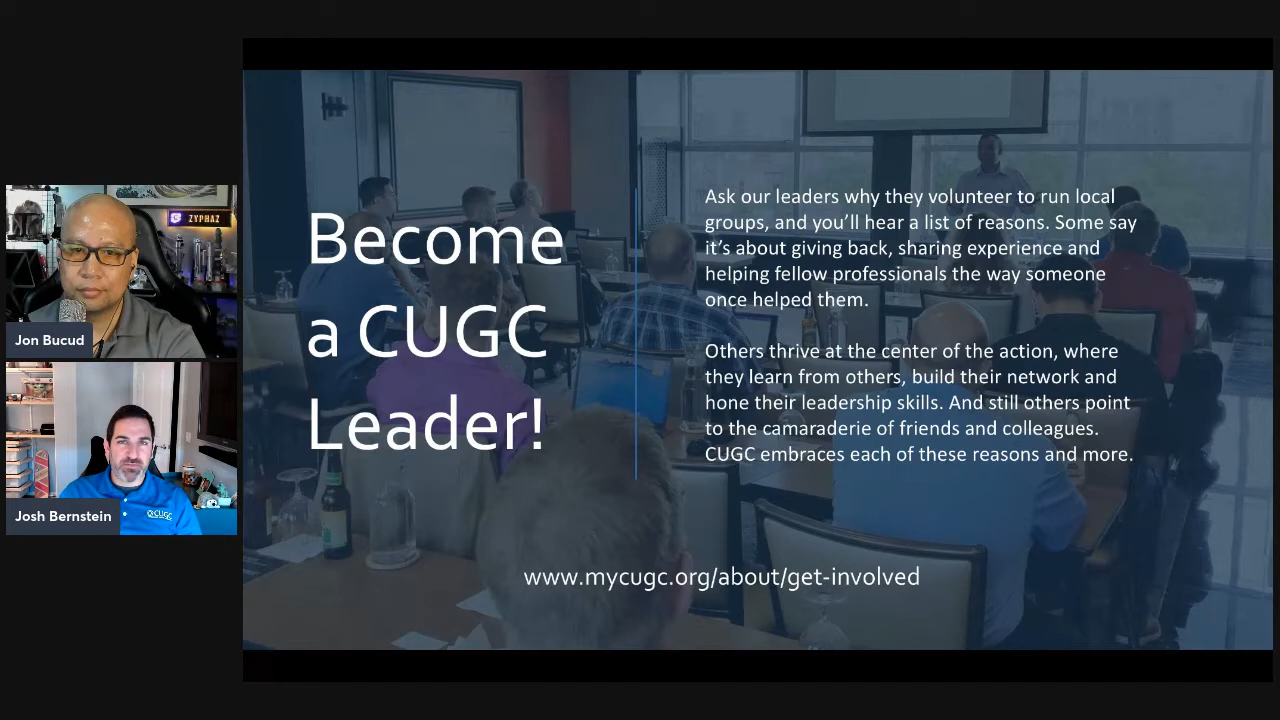 ZYPHAZ
Jon Bucud
CUGC
Josh Bernstein
Become
a CUGC
Leader!
Ask our leaders why they volunteer to run local
groups, and you’ll hear a list of reasons. Some say
it’s about giving back, sharing experience and
helping fellow professionals the way someone
once helped them.
Others thrive at the center of the action, where
they learn from others, build their network and
hone their leadership skills. And still others point
to the camaraderie of friends and colleagues.
CUGC embraces each of these reasons and more.
www.mycugc.org/about/get-involved